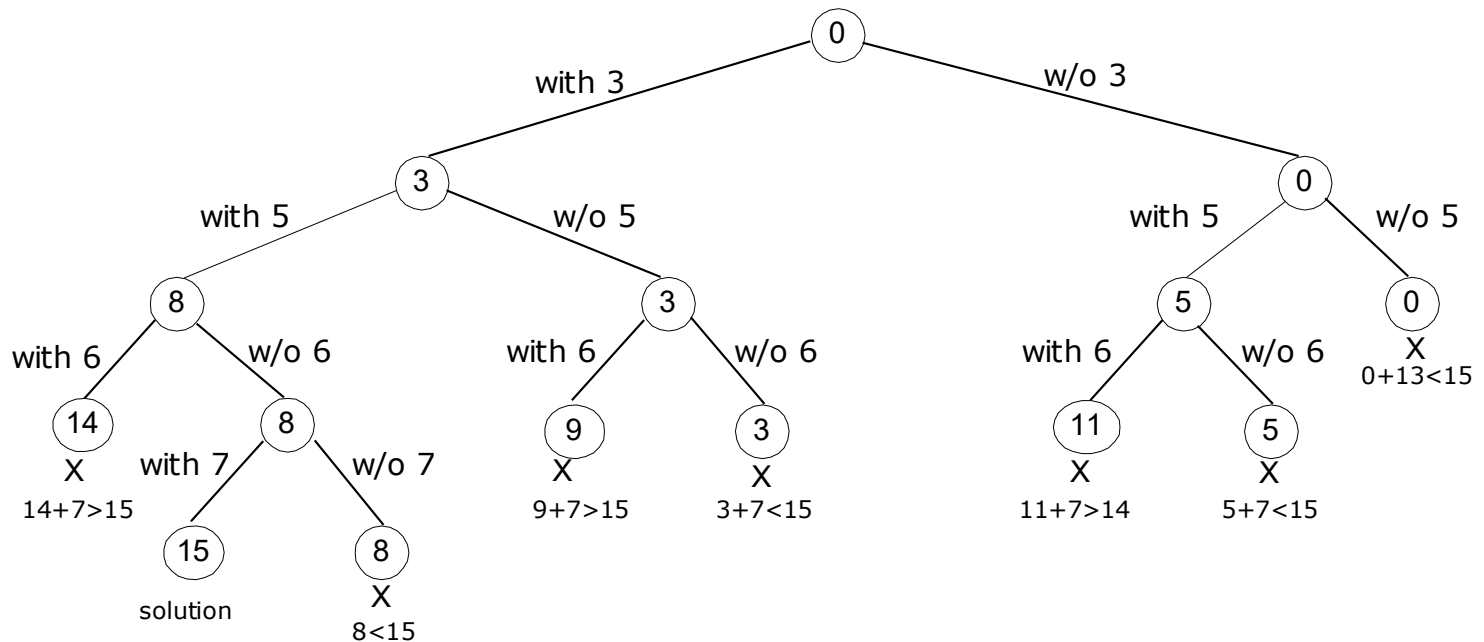 0
with 3
w/o 3
3
0
with 5
w/o 5
with 5
w/o 5
8
3
5
0
with 6
w/o 6
with 6
w/o 6
with 6
w/o 6
X
0+13<15
14
8
9
3
11
5
X
with 7
w/o 7
X
X
X
X
14+7>15
9+7>15
3+7<15
11+7>14
5+7<15
15
8
solution
X
8<15